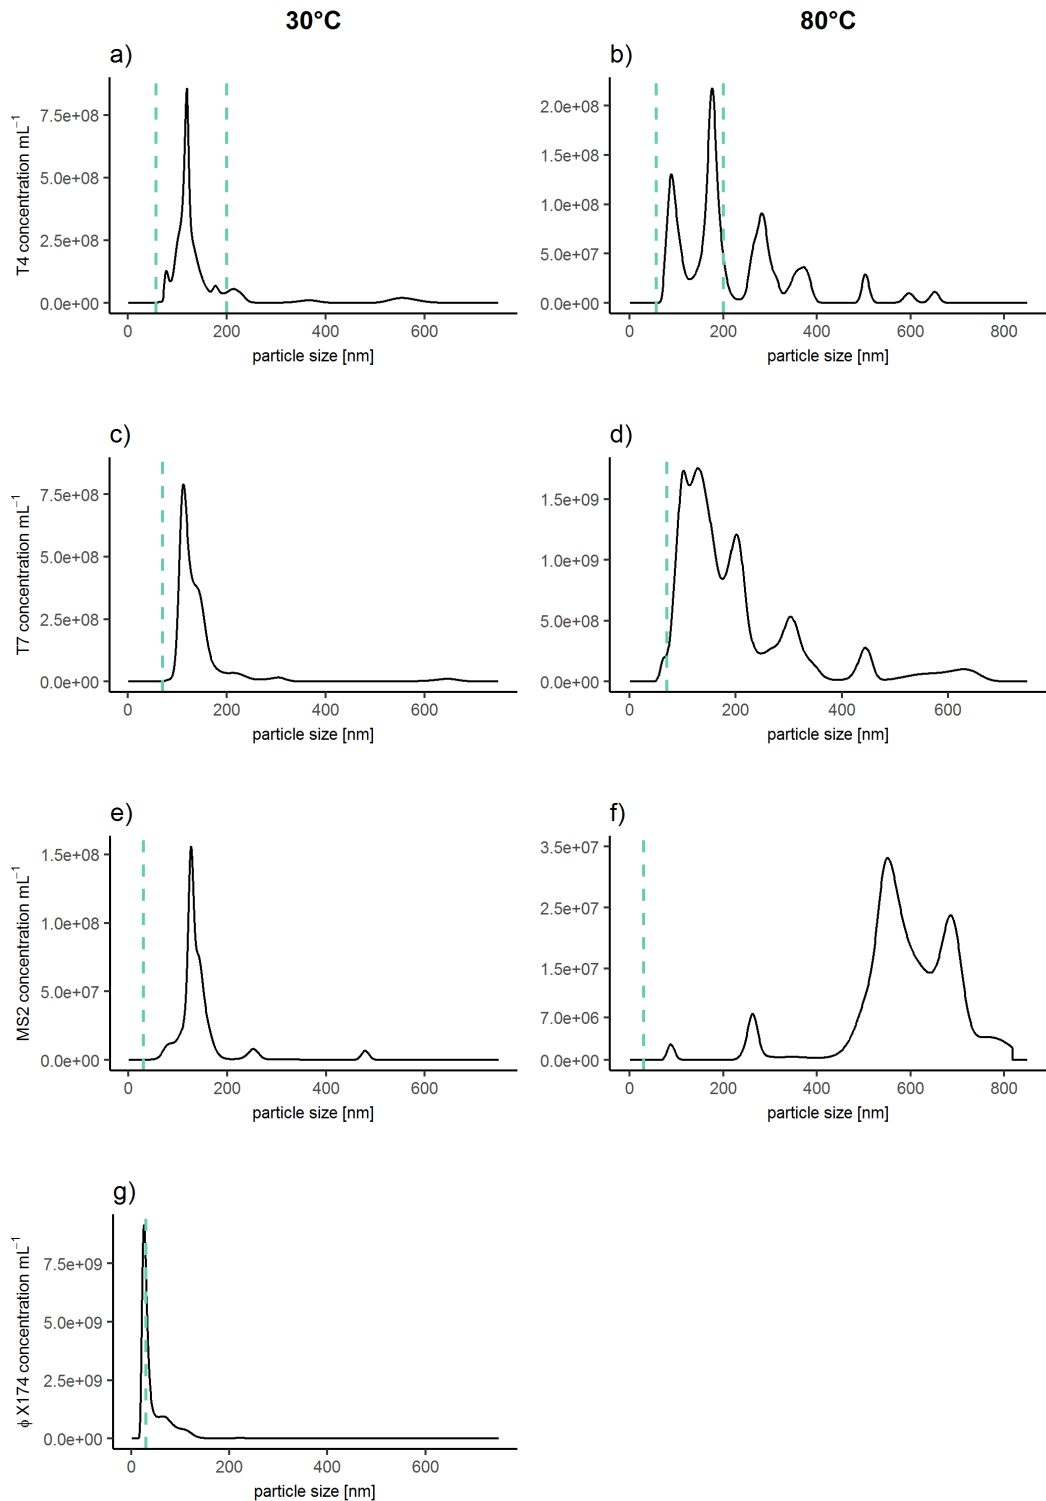 30°C
80°C
a)
T4 concentration mL⁻¹
7.5e+08
5.0e+08
2.5e+08
0.0e+00
0 200 400 600
particle size [nm]
b)
2.0e+08
1.5e+08
1.0e+08
5.0e+07
0.0e+00
0 200 400 600 800
particle size [nm]
c)
T7 concentration mL⁻¹
7.5e+08
5.0e+08
2.5e+08
0.0e+00
0 200 400 600
particle size [nm]
d)
1.5e+09
1.0e+09
5.0e+08
0.0e+00
0 200 400 600
particle size [nm]
e)
MS2 concentration mL⁻¹
1.5e+08
1.0e+08
5.0e+07
0.0e+00
0 200 400 600
particle size [nm]
f)
3.5e+07
2.5e+07
1.5e+07
7.0e+06
0.0e+00
0 200 400 600 800
particle size [nm]
g)
ϕ X174 concentration mL⁻¹
7.5e+09
5.0e+09
2.5e+09
0.0e+00
0 200 400 600
particle size [nm]